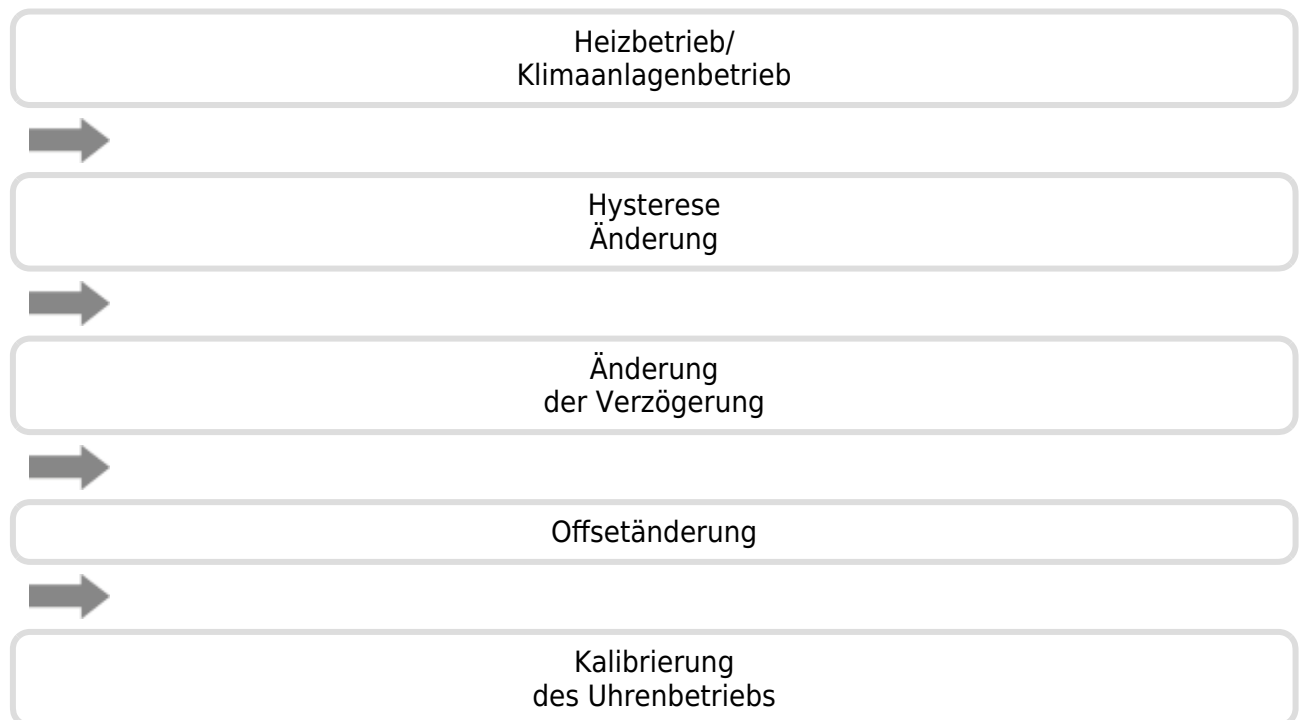 Heizbetrieb/
Klimaanlagenbetrieb
Hysterese
Änderung
Änderung
der Verzögerung
Offsetänderung
Kalibrierung
des Uhrenbetriebs